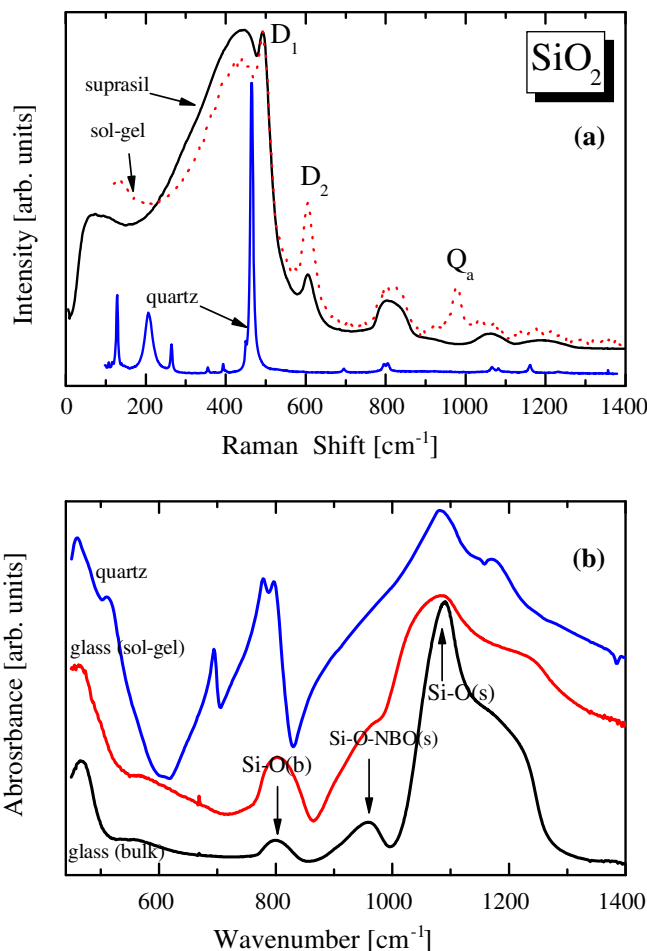 D1
SiO2
suprasil
(a)
sol-gel
D2
Qa
quartz
Intensity [arb. units]
0 200 400 600 800 1000 1200 1400
Raman Shift [cm-1]
(b)
quartz
glass (sol-gel)
Si-O(s)
Si-O-NBO(s)
Si-O(b)
glass (bulk)
Abrosrbance [arb. units]
600 800 1000 1200 1400
Wavenumber [cm-1]